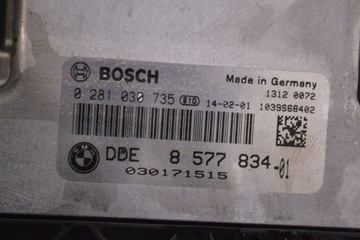 BOSCH
Made in Germany
1312 0072
0 281 030 735 B10 14-02-01 1039S68402
DDE 8 577 834-01
030171515